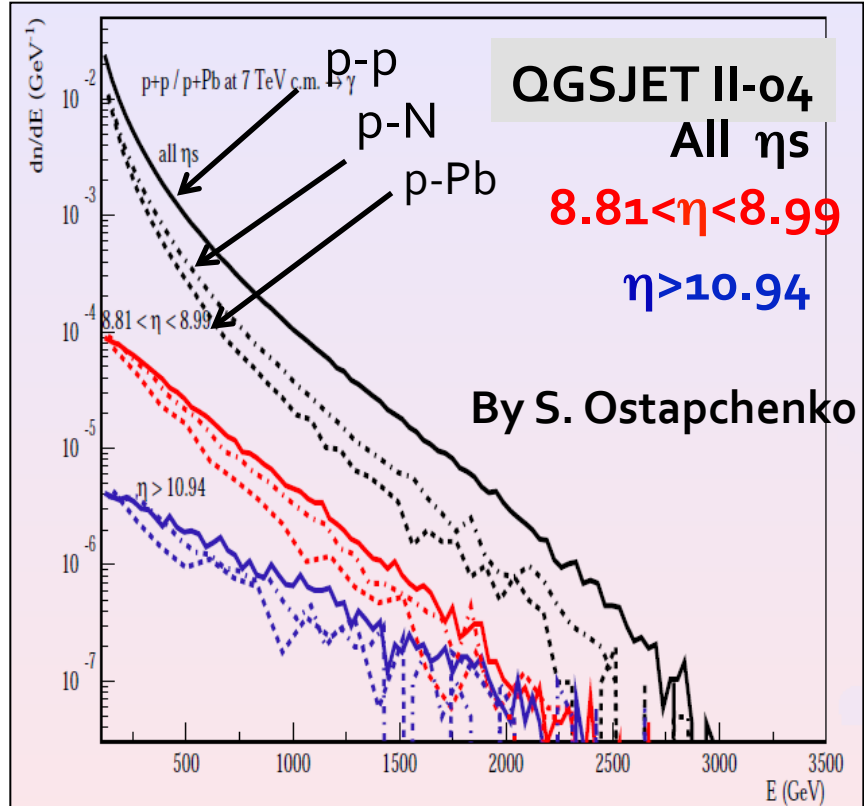 dn/dE (GeV⁻¹)
p+p / p+Pb at 7 TeV c.m. → γ
p-p
p-N
p-Pb
all ηs
QGSJET II-04
All ηs
8.81<η<8.99
η>10.94
By S. Ostapchenko
8.81 < η < 8.99
η > 10.94
10⁻²
10⁻³
10⁻⁴
10⁻⁵
10⁻⁶
10⁻⁷
500 1000 1500 2000 2500 3000 3500
E (GeV)